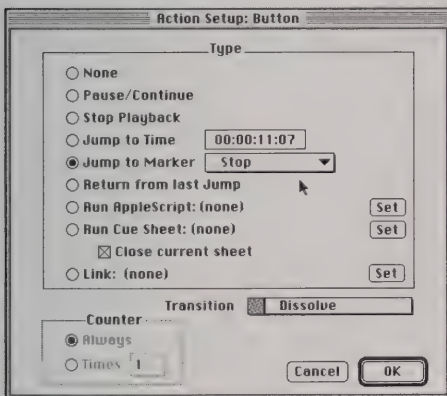 Action Setup: Button
Type
None
Pause/Continue
Stop Playback
Jump to Time 00:00:11:07
Jump to Marker Stop
Return from last Jump
Run AppleScript: (none) Set
Run Cue Sheet: (none) Set
Close current sheet
Link: (none) Set
Transition Dissolve
Counter
Always
Times 1
Cancel OK